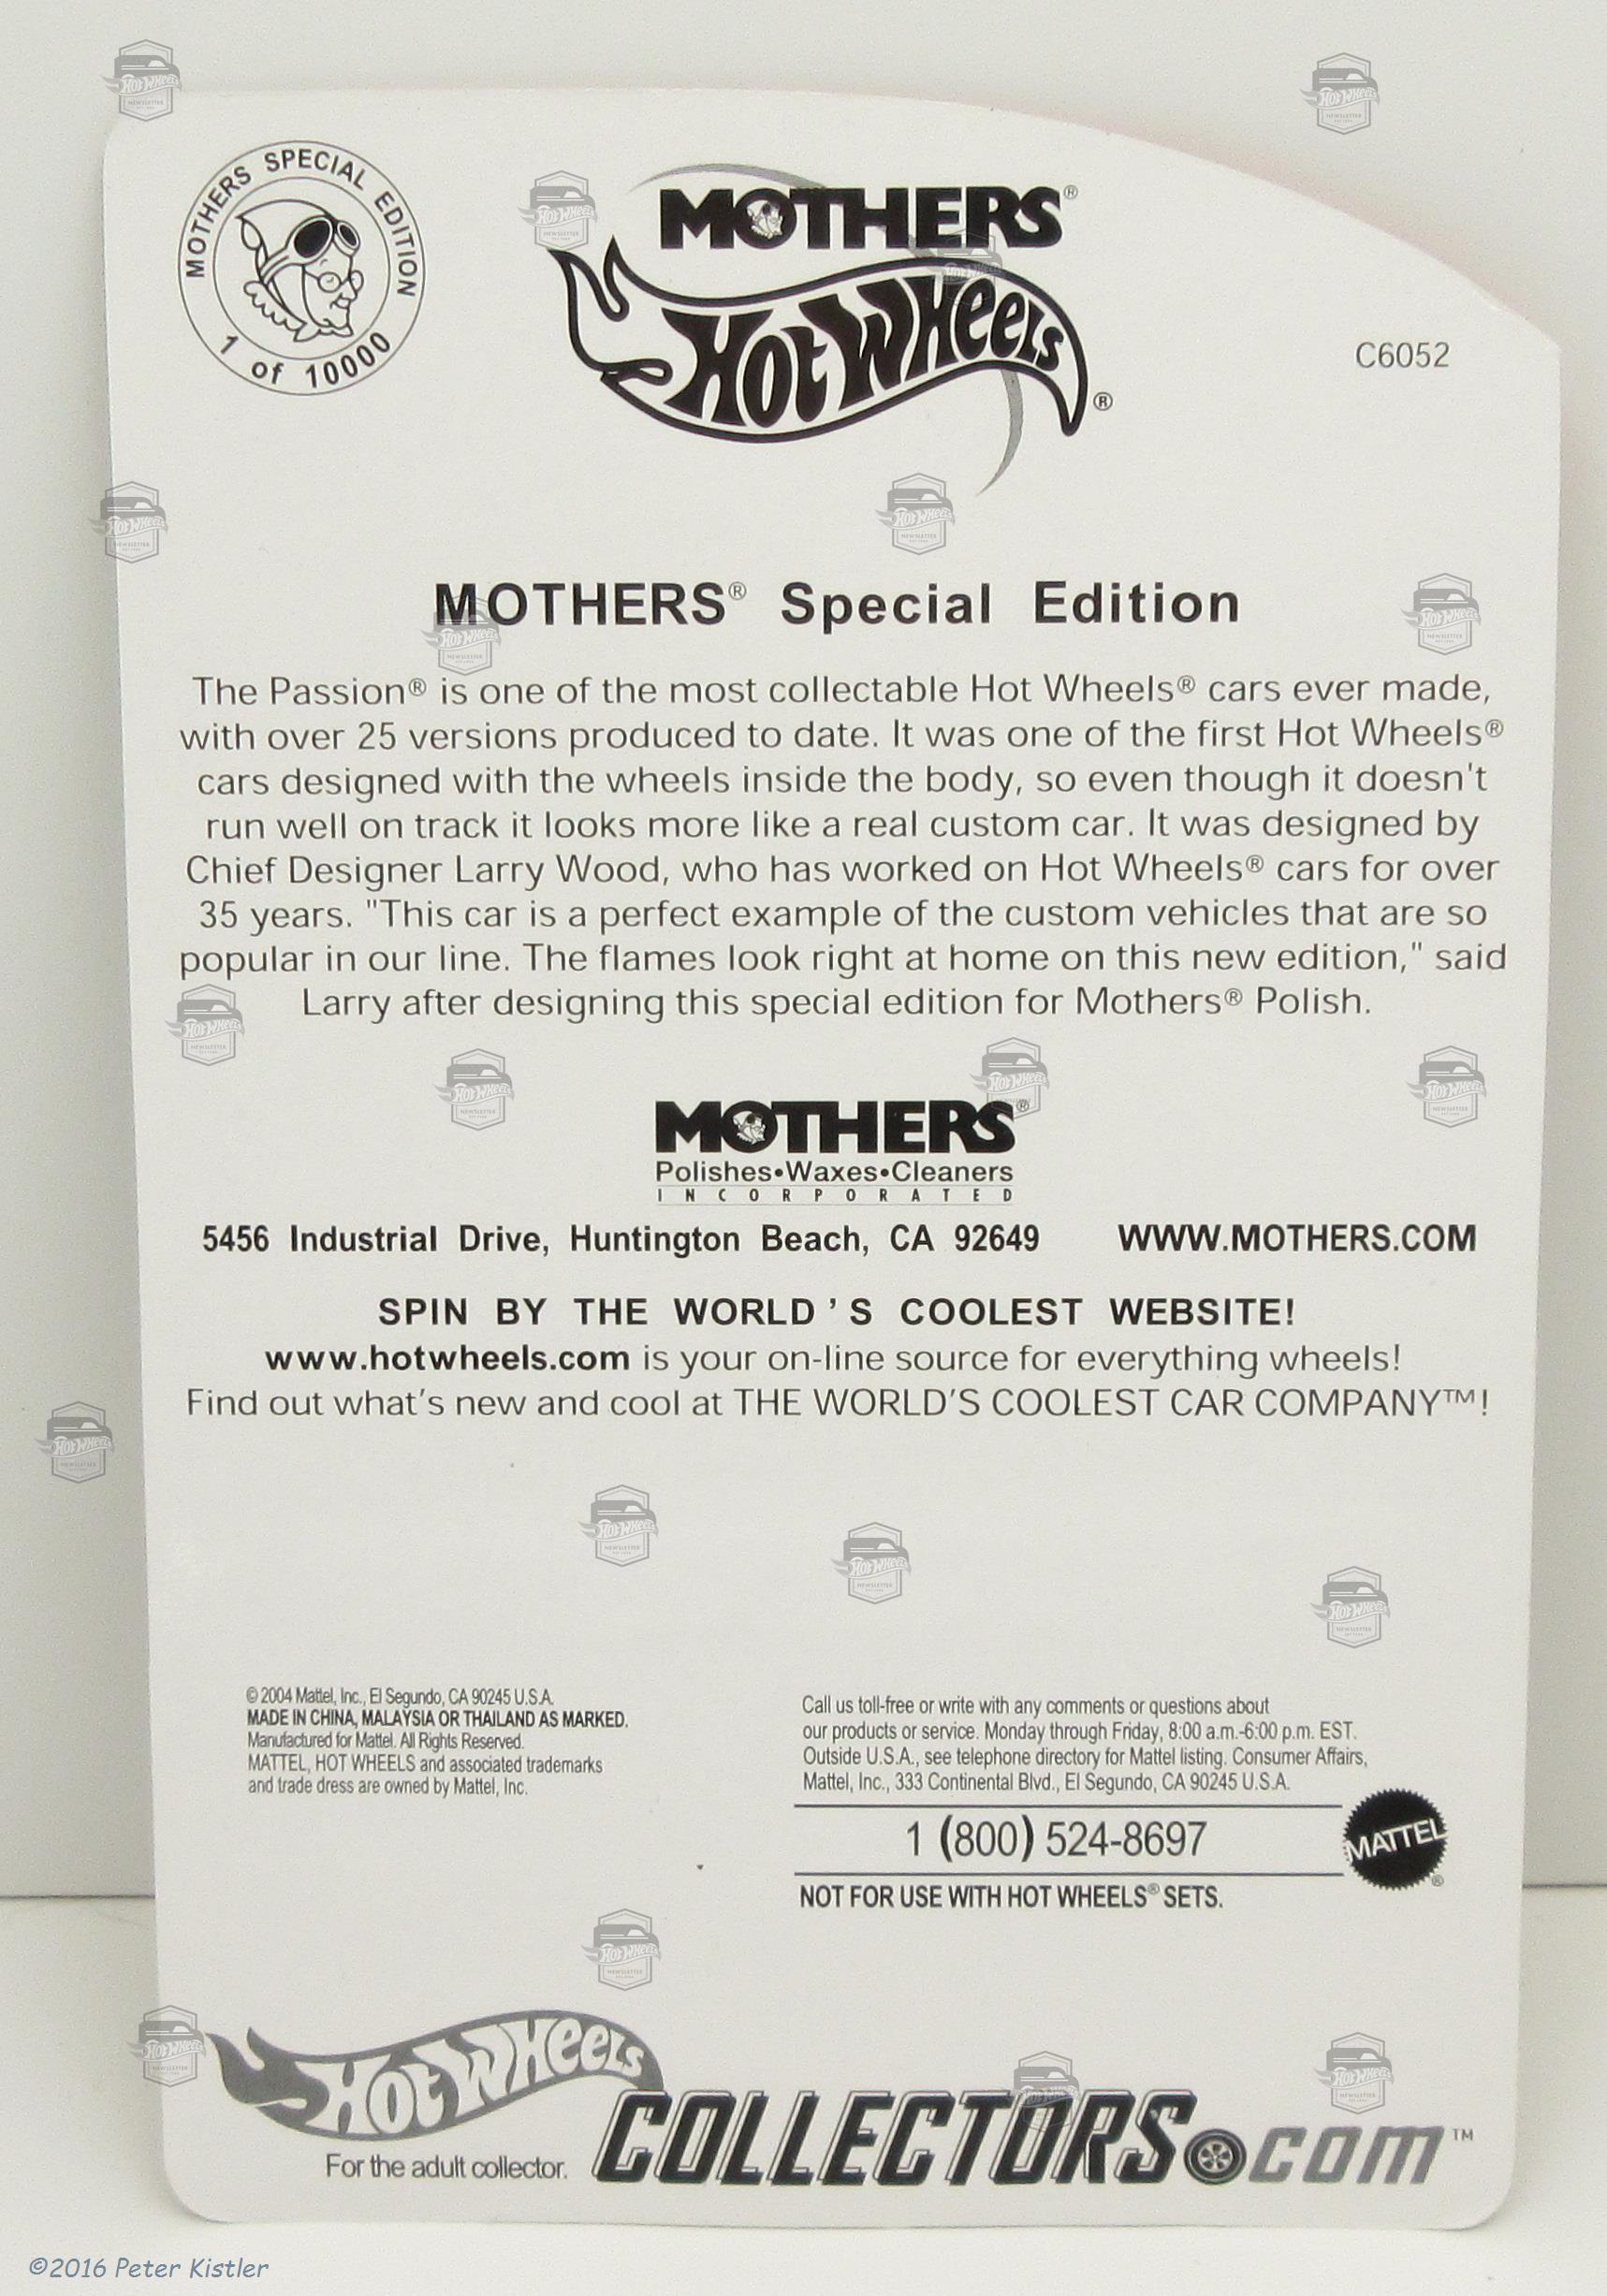 MOTHERS SPECIAL EDITION
1 of 10000
MOTHERS®
Hot Wheels®
C6052
MOTHERS® Special Edition
The Passion® is one of the most collectable Hot Wheels® cars ever made,
with over 25 versions produced to date. It was one of the first Hot Wheels®
cars designed with the wheels inside the body, so even though it doesn't
run well on track it looks more like a real custom car. It was designed by
Chief Designer Larry Wood, who has worked on Hot Wheels® cars for over
35 years. "This car is a perfect example of the custom vehicles that are so
popular in our line. The flames look right at home on this new edition," said
Larry after designing this special edition for Mothers® Polish.
MOTHERS®
Polishes•Waxes•Cleaners
INCORPORATED
5456 Industrial Drive, Huntington Beach, CA 92649 WWW.MOTHERS.COM
SPIN BY THE WORLD'S COOLEST WEBSITE!
www.hotwheels.com is your on-line source for everything wheels!
Find out what's new and cool at THE WORLD'S COOLEST CAR COMPANY™!
© 2004 Mattel, Inc., El Segundo, CA 90245 U.S.A.
MADE IN CHINA, MALAYSIA OR THAILAND AS MARKED.
Manufactured for Mattel. All Rights Reserved.
MATTEL, HOT WHEELS and associated trademarks
and trade dress are owned by Mattel, Inc.
Call us toll-free or write with any comments or questions about
our products or service. Monday through Friday, 8:00 a.m.-6:00 p.m. EST.
Outside U.S.A., see telephone directory for Mattel listing. Consumer Affairs,
Mattel, Inc., 333 Continental Blvd., El Segundo, CA 90245 U.S.A.
1 (800) 524-8697
MATTEL®
NOT FOR USE WITH HOT WHEELS® SETS.
Hot Wheels
COLLECTORS.com™
For the adult collector.
©2016 Peter Kistler